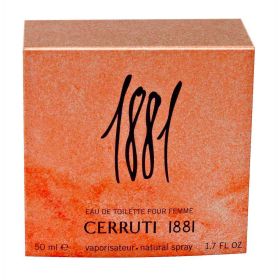 1881
EAU DE TOILETTE POUR FEMME
CERRUTI 1881
50 ml ℮ vaporisateur - natural spray 1.7 FL OZ